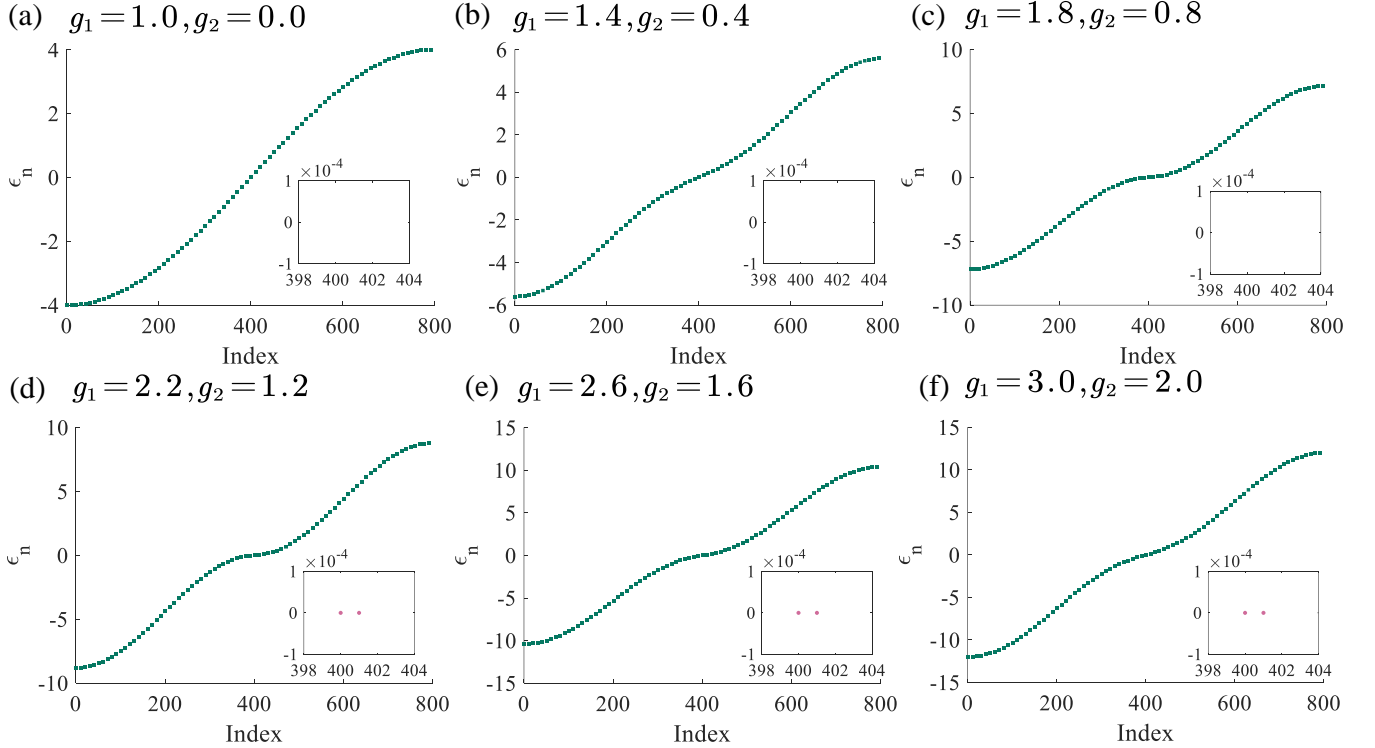 (a) g₁=1.0,g₂=0.0
4
2
0
-2
-4
ϵₙ
×10⁻⁴
1
0
-1
398 400 402 404
0 200 400 600 800
Index
(b) g₁=1.4,g₂=0.4
6
4
2
0
-2
-4
-6
ϵₙ
×10⁻⁴
1
0
-1
398 400 402 404
0 200 400 600 800
Index
(c) g₁=1.8,g₂=0.8
10
5
0
-5
-10
ϵₙ
×10⁻⁴
1
0
-1
398 400 402 404
0 200 400 600 800
Index
(d) g₁=2.2,g₂=1.2
10
5
0
-5
-10
ϵₙ
×10⁻⁴
1
0
-1
398 400 402 404
0 200 400 600 800
Index
(e) g₁=2.6,g₂=1.6
15
10
5
0
-5
-10
-15
ϵₙ
×10⁻⁴
1
0
-1
398 400 402 404
0 200 400 600 800
Index
(f) g₁=3.0,g₂=2.0
15
10
5
0
-5
-10
-15
ϵₙ
×10⁻⁴
1
0
-1
398 400 402 404
0 200 400 600 800
Index